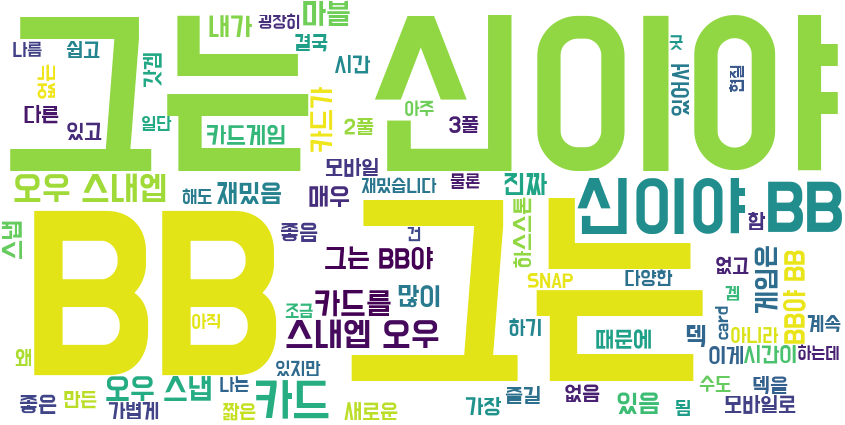 그는 신이야
BB 그는
신이야 BB
나름
쉽고
내가
굉장히
마블
결국
시간
갓겜
없는
다른
있고
일단
카드게임
카드가
2풀
아주
3풀
굿
있어서
현질
오우 스냅엡
해도
재밌음
매우
모바일
재밌습니다
물론
진짜
하스스톤
함
스냅
좋음
그는 BB야
건
없고
게임은
BB야 BB
SNAP
다양한
겜
card
아직
조금
카드를
많이
스내엡 오우
하기
때문에
덱
아니라
계속
이게
시간이
하는데
왜
있지만
좋은
만든
오우 스냅
나는
가볍게
짧은
카드
새로운
가장
즐길
없음
있음
됨
수도
덱을
모바일로